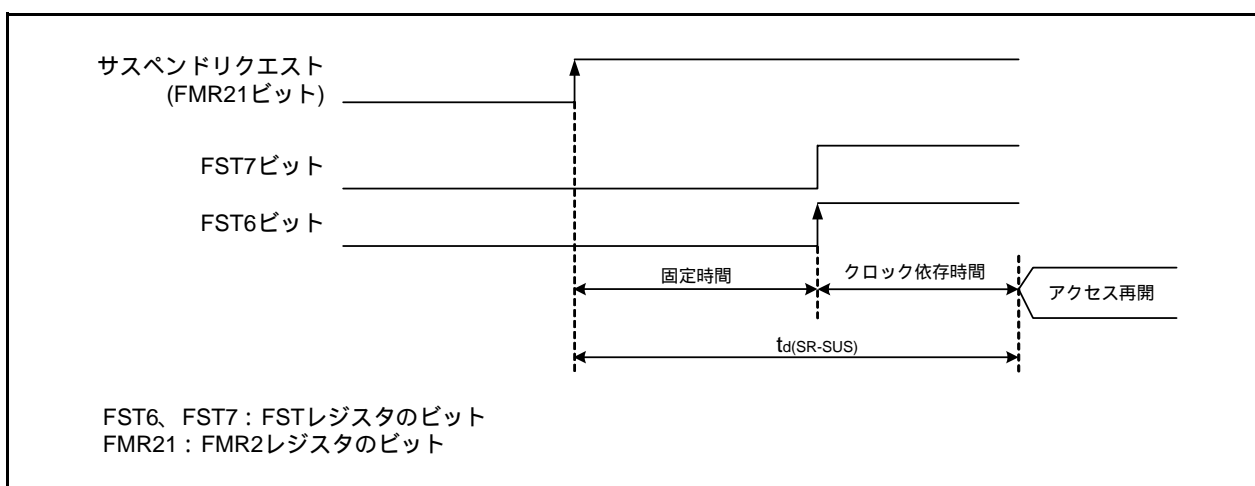 サスペンドリクエスト
(FMR21ビット)
FST7ビット
FST6ビット
固定時間
クロック依存時間
アクセス再開
td(SR-SUS)
FST6、FST7：FSTレジスタのビット
FMR21：FMR2レジスタのビット